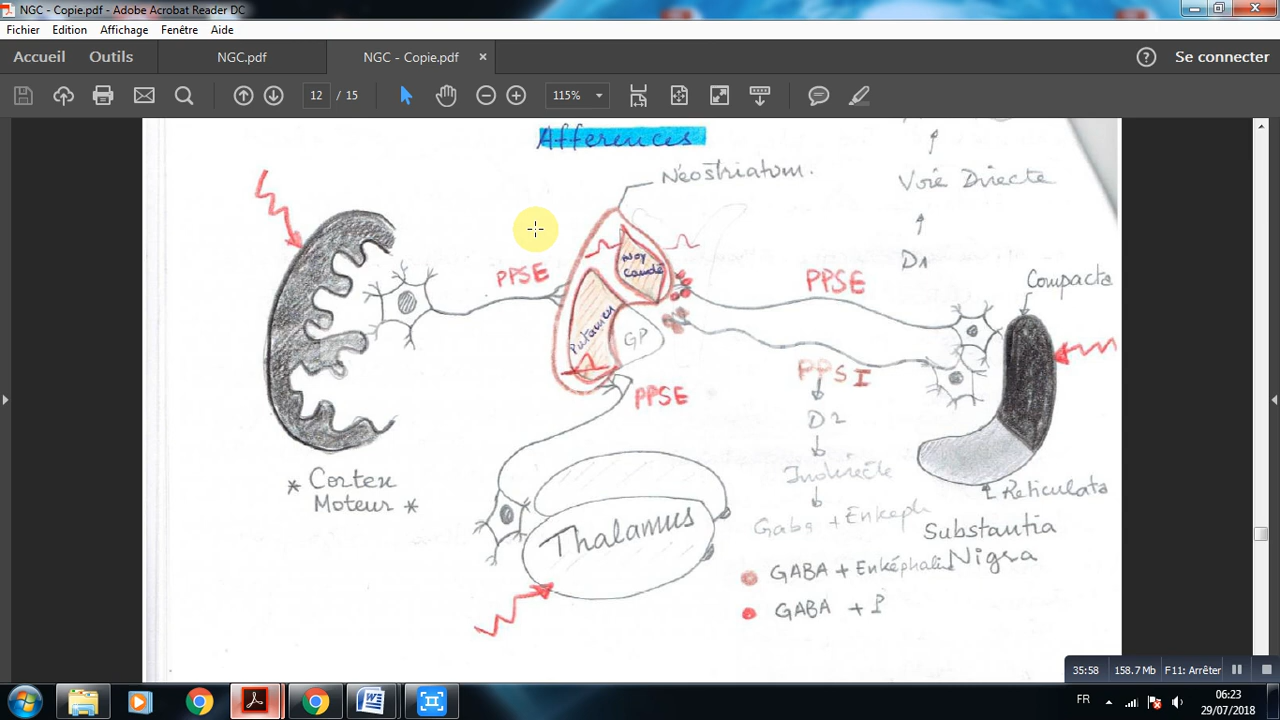 NGC - Copie.pdf - Adobe Acrobat Reader DC
Fichier Edition Affichage Fenêtre Aide
Accueil Outils NGC.pdf NGC - Copie.pdf × ? Se connecter
12 / 15 115%
Afferences
Néostriatum.
Voie Directe
D1
Noy Caudé
PPSE
PPSE
Compacta
Putamen
GP
PPSI
PPSE
D2
Indirécte
* Cortex
Moteur *
Reticulata
Thalamus
Gaba + Enkeph
Substantia
Nigra
GABA + Enképhalin
GABA + P
35:58 158.7 Mb F11: Arrêter
FR 06:23
29/07/2018